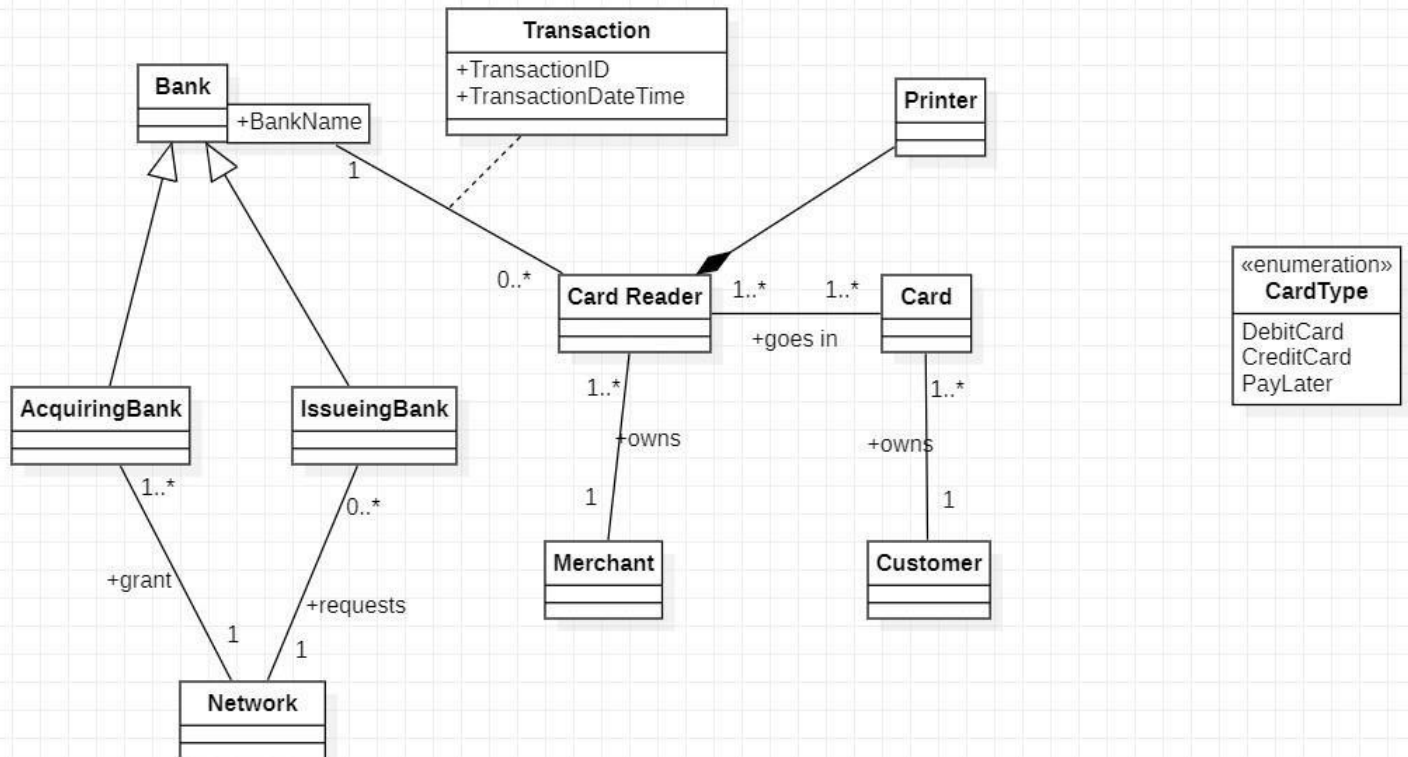 Transaction
+TransactionID
+TransactionDateTime
Bank
+BankName
1
0..*
Printer
Card Reader
1..*
1..*
+goes in
Card
«enumeration»
CardType
DebitCard
CreditCard
PayLater
AcquiringBank
IssueingBank
1..*
+owns
1
1..*
+owns
1
1..*
+grant
1
0..*
+requests
1
Merchant
Customer
Network